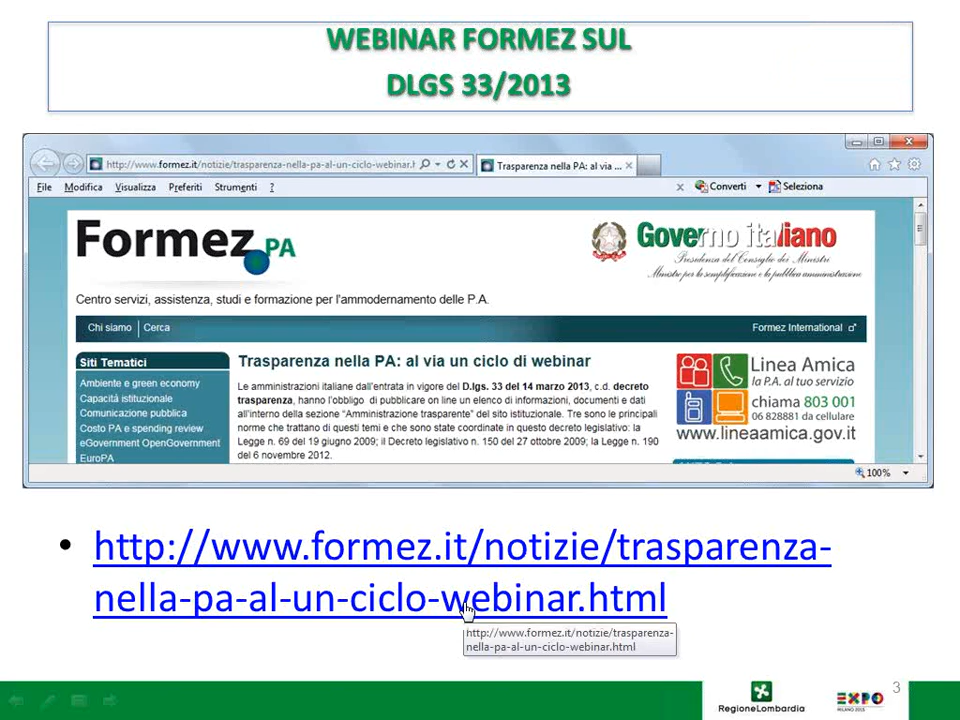 WEBINAR FORMEZ SUL
DLGS 33/2013
http://www.formez.it/notizie/trasparenza-nella-pa-al-un-ciclo-webinar.h
Trasparenza nella PA: al via ...
File Modifica Visualizza Preferiti Strumenti ?
x Converti Seleziona
Formez PA
Governo italiano
Presidenza del Consiglio dei Ministri
Ministro per la semplificazione e la pubblica amministrazione
Centro servizi, assistenza, studi e formazione per l'ammodernamento delle P.A.
Chi siamo Cerca
Formez International
Siti Tematici
Ambiente e green economy
Capacità istituzionale
Comunicazione pubblica
Costo PA e spending review
eGovernment OpenGovernment
EuroPA
Trasparenza nella PA: al via un ciclo di webinar
Le amministrazioni italiane dall'entrata in vigore del D.lgs. 33 del 14 marzo 2013, c.d. decreto
trasparenza, hanno l'obbligo di pubblicare on line un elenco di informazioni, documenti e dati
all'interno della sezione "Amministrazione trasparente" del sito istituzionale. Tre sono le principali
norme che trattano di questi temi e che sono state coordinate in questo decreto legislativo: la
Legge n. 69 del 19 giugno 2009; il Decreto legislativo n. 150 del 27 ottobre 2009; la Legge n. 190
del 6 novembre 2012.
Linea Amica
la P.A. al tuo servizio
chiama 803 001
06 828881 da cellulare
www.lineaamica.gov.it
100%
• http://www.formez.it/notizie/trasparenza-
nella-pa-al-un-ciclo-webinar.html
http://www.formez.it/notizie/trasparenza-
nella-pa-al-un-ciclo-webinar.html
3
RegioneLombardia
EXPO
MILANO 2015